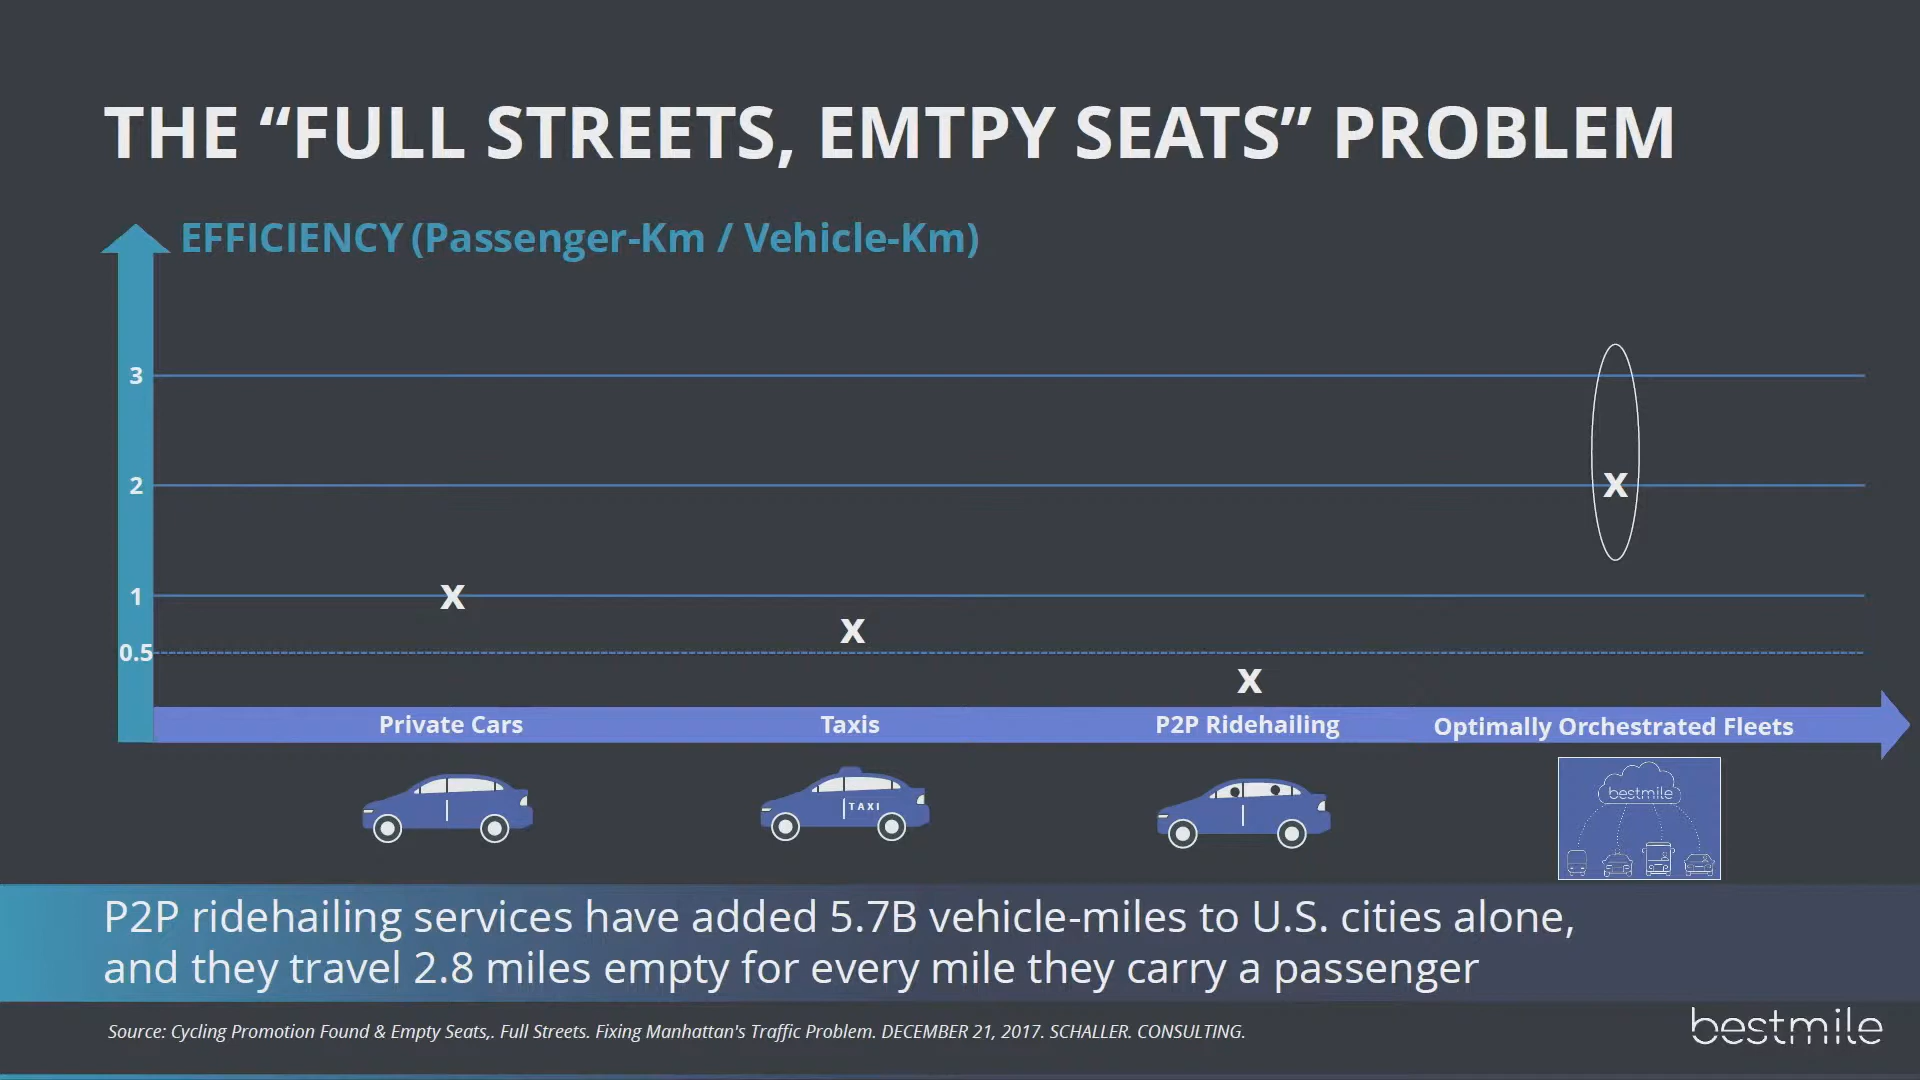 THE “FULL STREETS, EMTPY SEATS” PROBLEM
EFFICIENCY (Passenger-Km / Vehicle-Km)
3
2
X
1
X
X
0.5
X
Private Cars
Taxis
P2P Ridehailing
Optimally Orchestrated Fleets
TAXI
bestmile
P2P ridehailing services have added 5.7B vehicle-miles to U.S. cities alone,
and they travel 2.8 miles empty for every mile they carry a passenger
Source: Cycling Promotion Found & Empty Seats,. Full Streets. Fixing Manhattan's Traffic Problem. DECEMBER 21, 2017. SCHALLER. CONSULTING.
bestmile